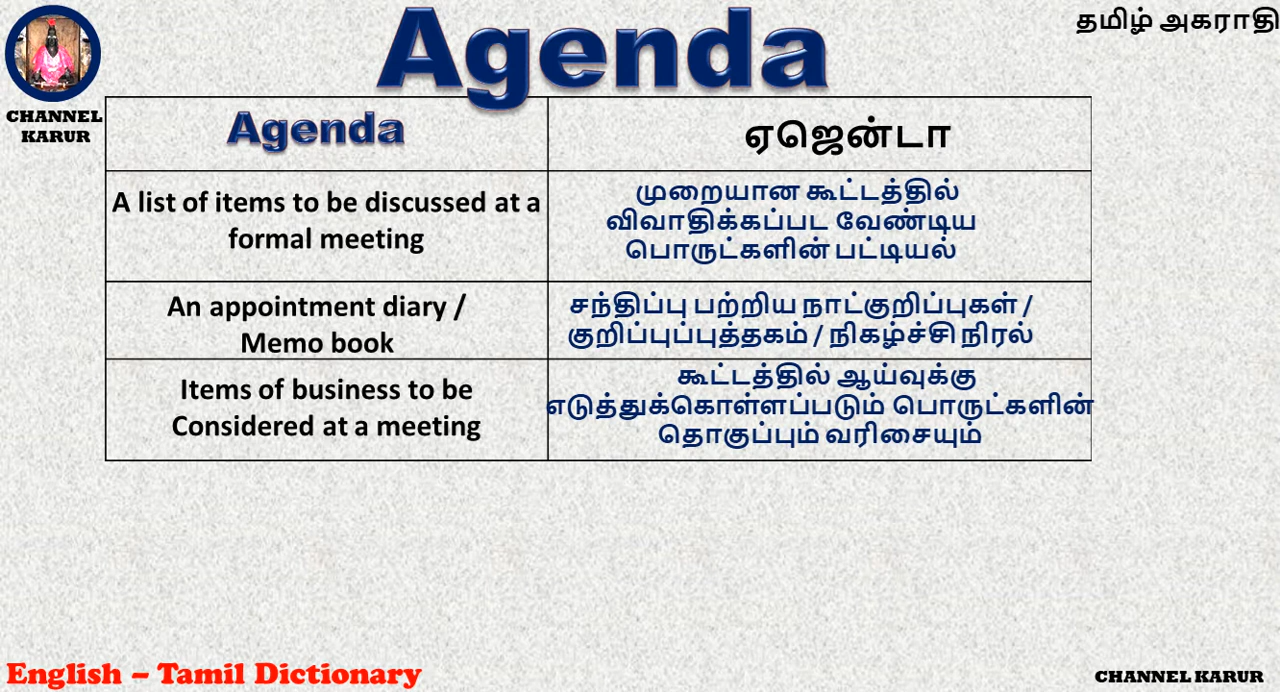 Agenda
தமிழ் அகராதி
CHANNEL
KARUR
Agenda
ஏஜென்டா
A list of items to be discussed at a
formal meeting
முறையான கூட்டத்தில்
விவாதிக்கப்பட வேண்டிய
பொருட்களின் பட்டியல்
An appointment diary /
Memo book
சந்திப்பு பற்றிய நாட்குறிப்புகள் /
குறிப்புப்புத்தகம் / நிகழ்ச்சி நிரல்
Items of business to be
Considered at a meeting
கூட்டத்தில் ஆய்வுக்கு
எடுத்துக்கொள்ளப்படும் பொருட்களின்
தொகுப்பும் வரிசையும்
English – Tamil Dictionary
CHANNEL KARUR